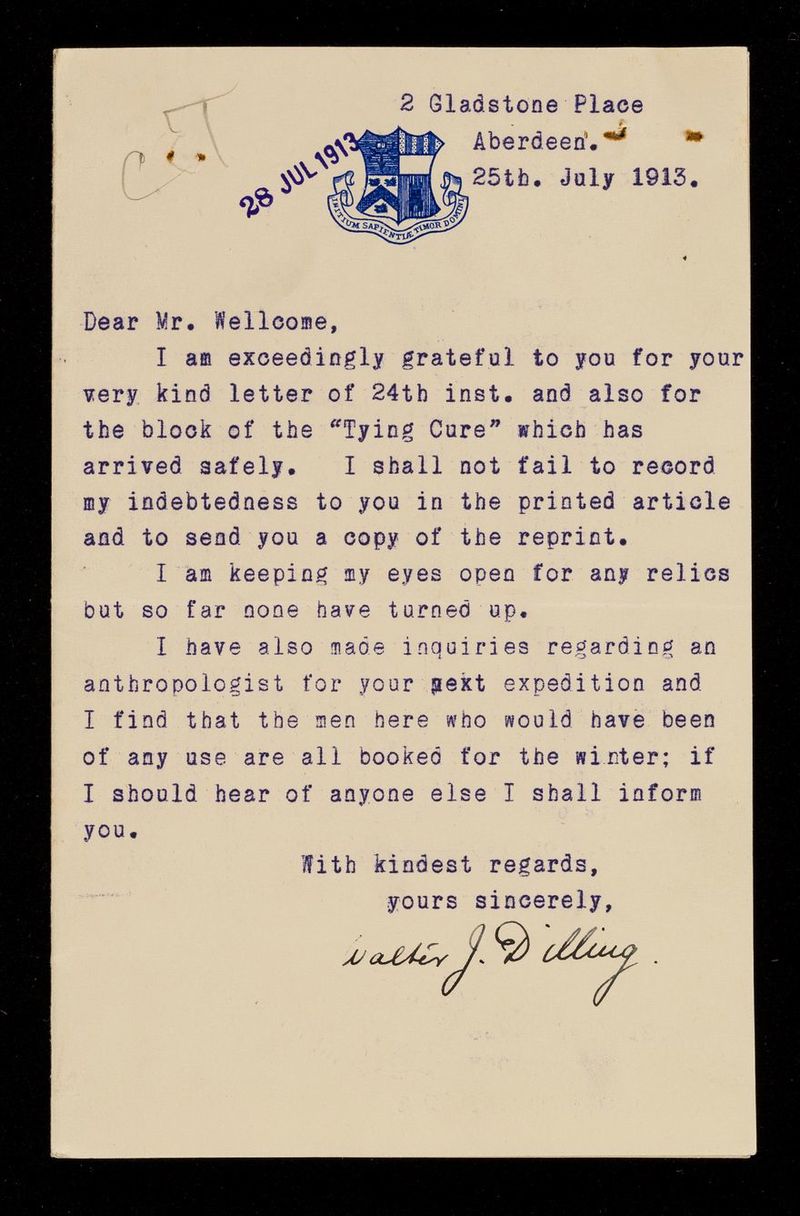 C T
2 Gladstone Place
Aberdeen.
28 JUL 1913
25th. July 1913.
INITIUM SAPIENTIÆ TIMOR DOMINI
Dear Mr. Wellcome,
I am exceedingly grateful to you for your
very kind letter of 24th inst. and also for
the block of the “Tying Cure” which has
arrived safely. I shall not fail to record
my indebtedness to you in the printed article
and to send you a copy of the reprint.
I am keeping my eyes open for any relics
but so far none have turned up.
I have also made inquiries regarding an
anthropologist for your next expedition and
I find that the men here who would have been
of any use are all booked for the winter; if
I should hear of anyone else I shall inform
you.
With kindest regards,
yours sincerely,
Walter J. Dilling.